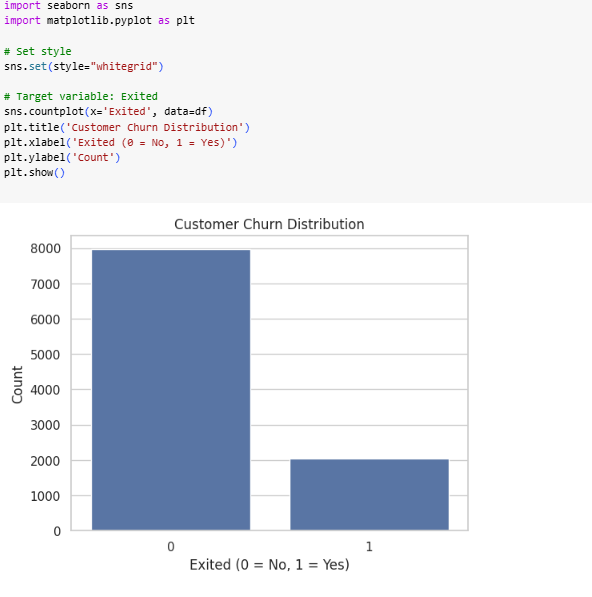 import seaborn as sns
import matplotlib.pyplot as plt
# Set style
sns.set(style="whitegrid")
# Target variable: Exited
sns.countplot(x='Exited', data=df)
plt.title('Customer Churn Distribution')
plt.xlabel('Exited (0 = No, 1 = Yes)')
plt.ylabel('Count')
plt.show()
Customer Churn Distribution
8000
7000
6000
5000
4000
3000
2000
1000
0
Count
0 1
Exited (0 = No, 1 = Yes)